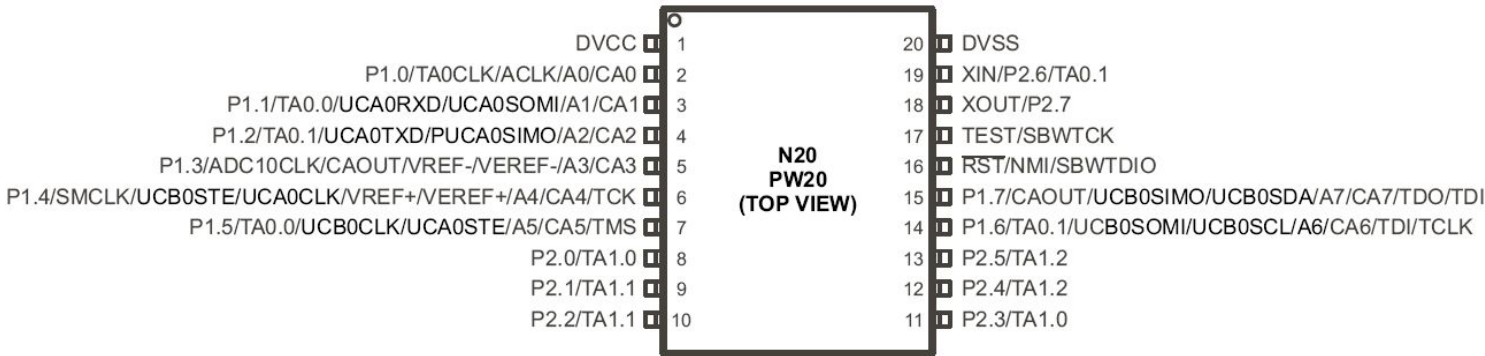 DVCC 1 20 DVSS
P1.0/TA0CLK/ACLK/A0/CA0 2 19 XIN/P2.6/TA0.1
P1.1/TA0.0/UCA0RXD/UCA0SOMI/A1/CA1 3 18 XOUT/P2.7
P1.2/TA0.1/UCA0TXD/PUCA0SIMO/A2/CA2 4 17 TEST/SBWTCK
N20
P1.3/ADC10CLK/CAOUT/VREF-/VEREF-/A3/CA3 5 16 RST/NMI/SBWTDIO
PW20
P1.4/SMCLK/UCB0STE/UCA0CLK/VREF+/VEREF+/A4/CA4/TCK 6 (TOP VIEW) 15 P1.7/CAOUT/UCB0SIMO/UCB0SDA/A7/CA7/TDO/TDI
P1.5/TA0.0/UCB0CLK/UCA0STE/A5/CA5/TMS 7 14 P1.6/TA0.1/UCB0SOMI/UCB0SCL/A6/CA6/TDI/TCLK
P2.0/TA1.0 8 13 P2.5/TA1.2
P2.1/TA1.1 9 12 P2.4/TA1.2
P2.2/TA1.1 10 11 P2.3/TA1.0